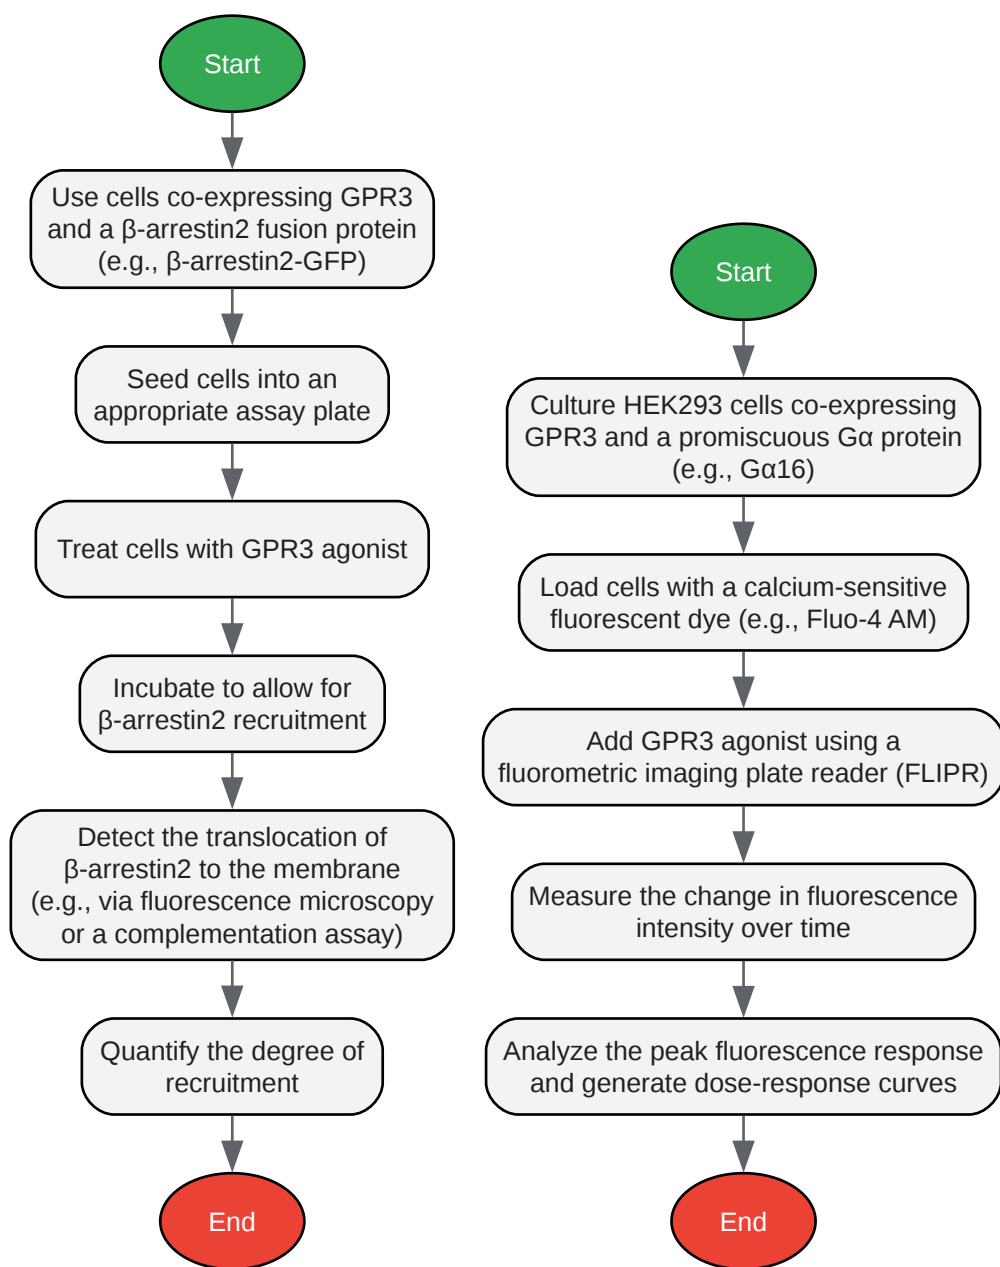 Start
Use cells co-expressing GPR3
and a β-arrestin2 fusion protein
(e.g., β-arrestin2-GFP)
Seed cells into an
appropriate assay plate
Treat cells with GPR3 agonist
Incubate to allow for
β-arrestin2 recruitment
Detect the translocation of
β-arrestin2 to the membrane
(e.g., via fluorescence microscopy
or a complementation assay)
Quantify the degree of
recruitment
End
Start
Culture HEK293 cells co-expressing
GPR3 and a promiscuous Gα protein
(e.g., Gα16)
Load cells with a calcium-sensitive
fluorescent dye (e.g., Fluo-4 AM)
Add GPR3 agonist using a
fluorometric imaging plate reader (FLIPR)
Measure the change in fluorescence
intensity over time
Analyze the peak fluorescence response
and generate dose-response curves
End